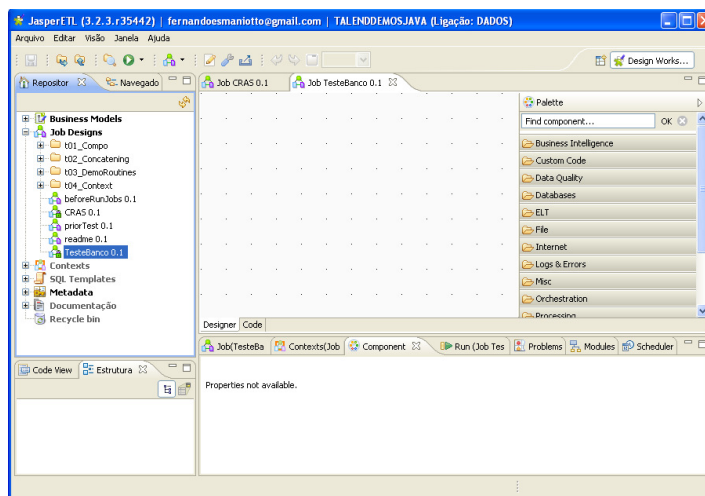 JasperETL (3.2.3.r35442) | fernandoesmaniotto@gmail.com | TALENDDEMOSJAVA (Ligação: DADOS)
Arquivo Editar Visão Janela Ajuda
Design Works...
Repositor Navegado
Job CRAS 0.1 Job TesteBanco 0.1
Business Models
Job Designs
t01_Compo
t02_Concatening
t03_DemoRoutines
t04_Context
beforeRunJobs 0.1
CRAS 0.1
priorTest 0.1
readme 0.1
TesteBanco 0.1
Contexts
SQL Templates
Metadata
Documentação
Recycle bin
Palette
Find component... OK
Business Intelligence
Custom Code
Data Quality
Databases
ELT
File
Internet
Logs & Errors
Misc
Orchestration
Processing
Designer Code
Job(TesteBa Contexts(Job Component Run (Job Tes Problems Modules Scheduler
Code View Estrutura
Properties not available.